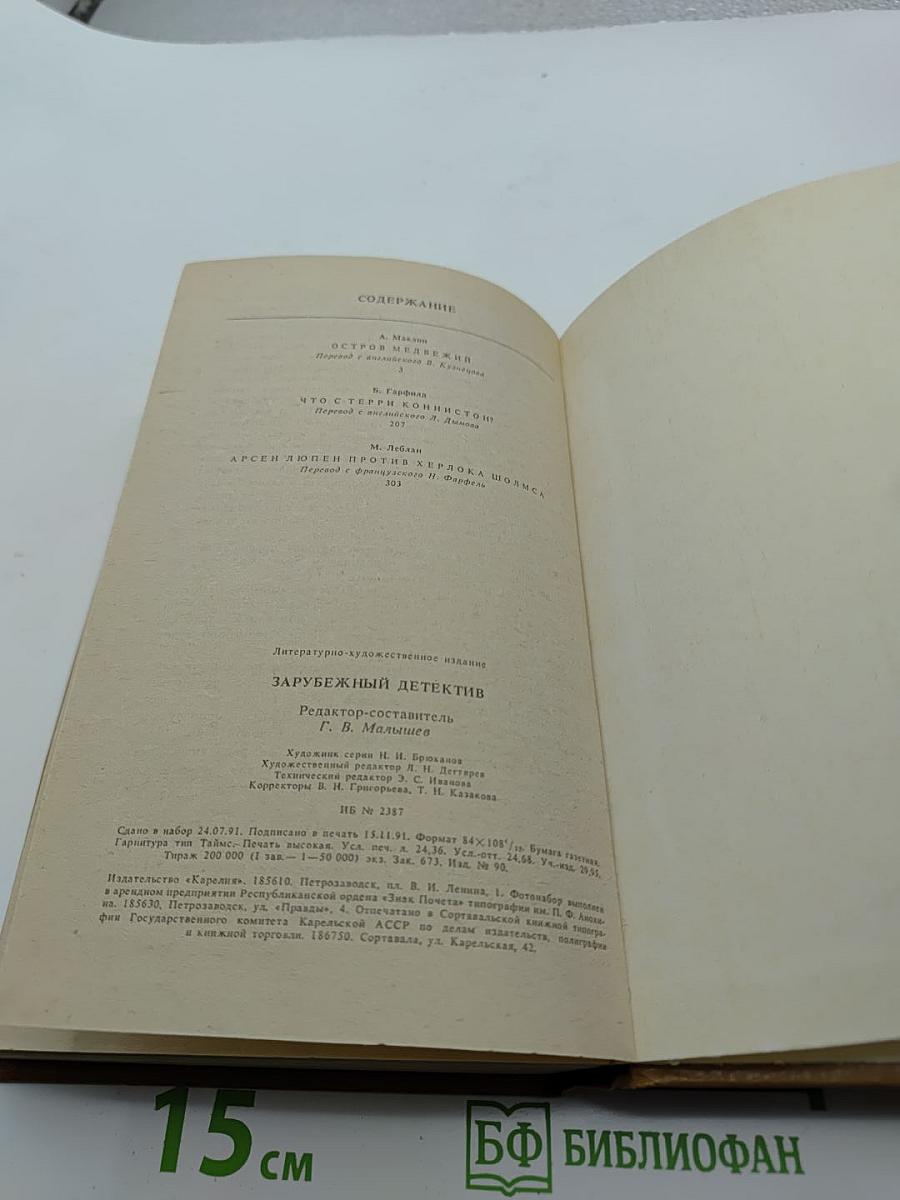 СОДЕРЖАНИЕ
А. Маклин
ОСТРОВ МЕДВЕЖИЙ
Перевод с английского В. Кузнецова
3
Б. Гарфилд
ЧТО С ТЕРРИ КОННИСТОН?
Перевод с английского Л. Дымова
207
М. Леблан
АРСЕН ЛЮПЕН ПРОТИВ ХЕРЛОКА ШОЛМСА
Перевод с французского Н. Фарфель
303
Литературно-художественное издание
ЗАРУБЕЖНЫЙ ДЕТЕКТИВ
Редактор-составитель
Г. В. Малышев
Художник серии Н. И. Брюханов
Художественный редактор Л. Н. Дегтярев
Технический редактор Э. С. Иванова
Корректоры В. Н. Григорьева, Т. Н. Казакова
ИБ № 2387
Сдано в набор 24.07.91. Подписано в печать 15.11.91. Формат 84×108¹/₃₂. Бумага газетная.
Гарнитура тип Таймс. Печать высокая. Усл. печ. л. 24,36. Усл.-отт. 24,68. Уч.-изд. 29,95.
Тираж 200 000 (I зав. — 1—50 000) экз. Зак. 673. Изд. № 90.
Издательство «Карелия». 185610. Петрозаводск, пл. В. И. Ленина, 1. Фотонабор выполнен
в арендном предприятии Республиканской ордена «Знак Почета» типографии им. П. Ф. Анохи-
на. 185630, Петрозаводск, ул. «Правды», 4. Отпечатано в Сортавальской книжной типогра-
фии Государственного комитета Карельской АССР по делам издательств, полиграфии
и книжной торговли. 186750. Сортавала, ул. Карельская, 42.
15 см
БФ БИБЛИОФАН